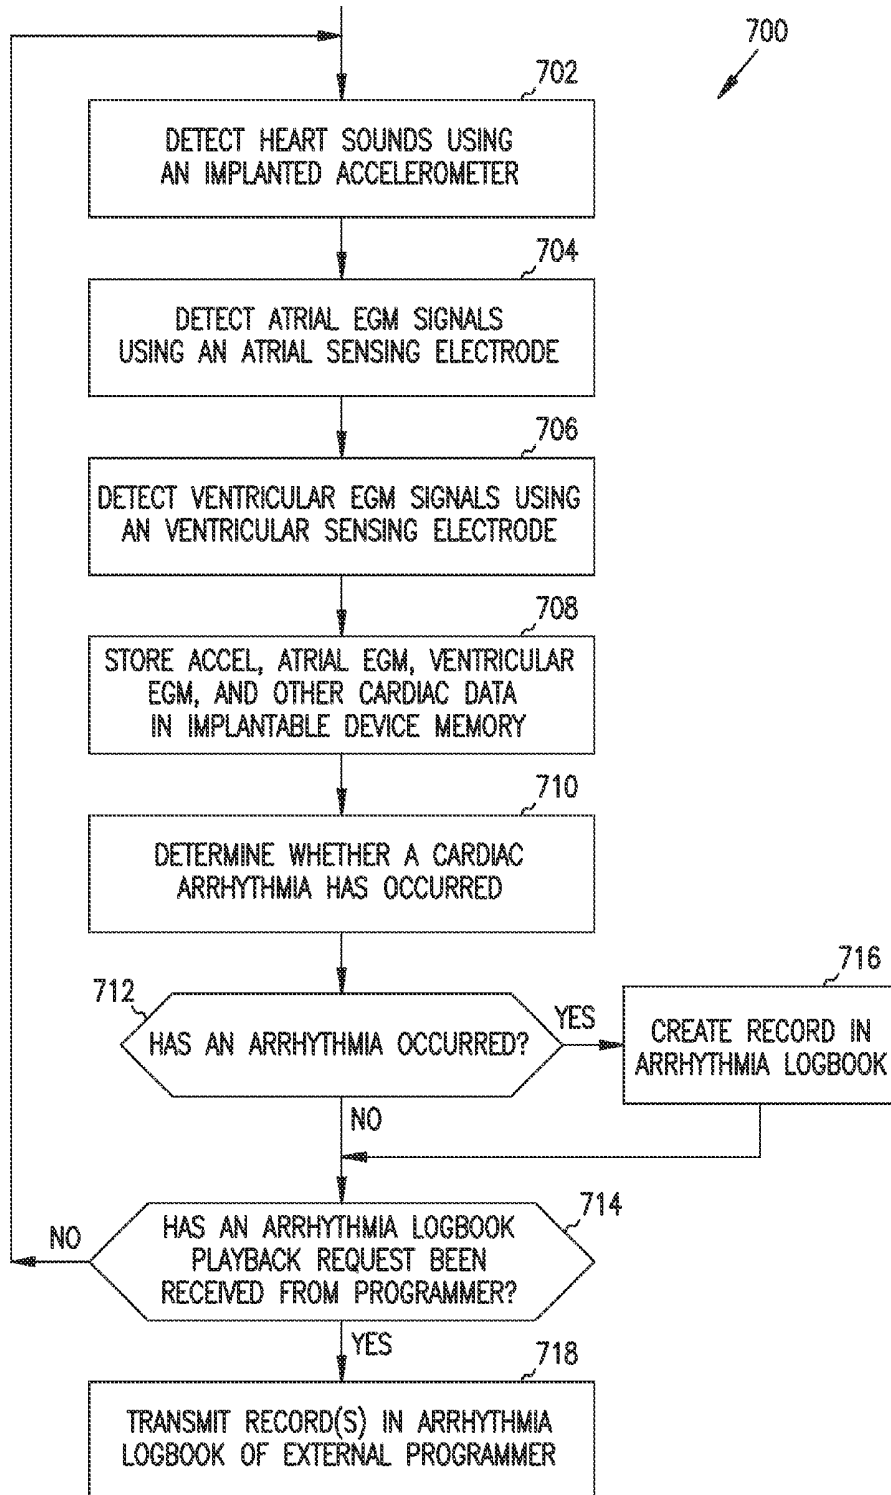 700
702
DETECT HEART SOUNDS USING
AN IMPLANTED ACCELEROMETER
704
DETECT ATRIAL EGM SIGNALS
USING AN ATRIAL SENSING ELECTRODE
706
DETECT VENTRICULAR EGM SIGNALS USING
AN VENTRICULAR SENSING ELECTRODE
708
STORE ACCEL, ATRIAL EGM, VENTRICULAR
EGM, AND OTHER CARDIAC DATA
IN IMPLANTABLE DEVICE MEMORY
710
DETERMINE WHETHER A CARDIAC
ARRHYTHMIA HAS OCCURRED
712
HAS AN ARRHYTHMIA OCCURRED?
YES
716
CREATE RECORD IN
ARRHYTHMIA LOGBOOK
NO
714
HAS AN ARRHYTHMIA LOGBOOK
PLAYBACK REQUEST BEEN
RECEIVED FROM PROGRAMMER?
NO
YES
718
TRANSMIT RECORD(S) IN ARRHYTHMIA
LOGBOOK OF EXTERNAL PROGRAMMER